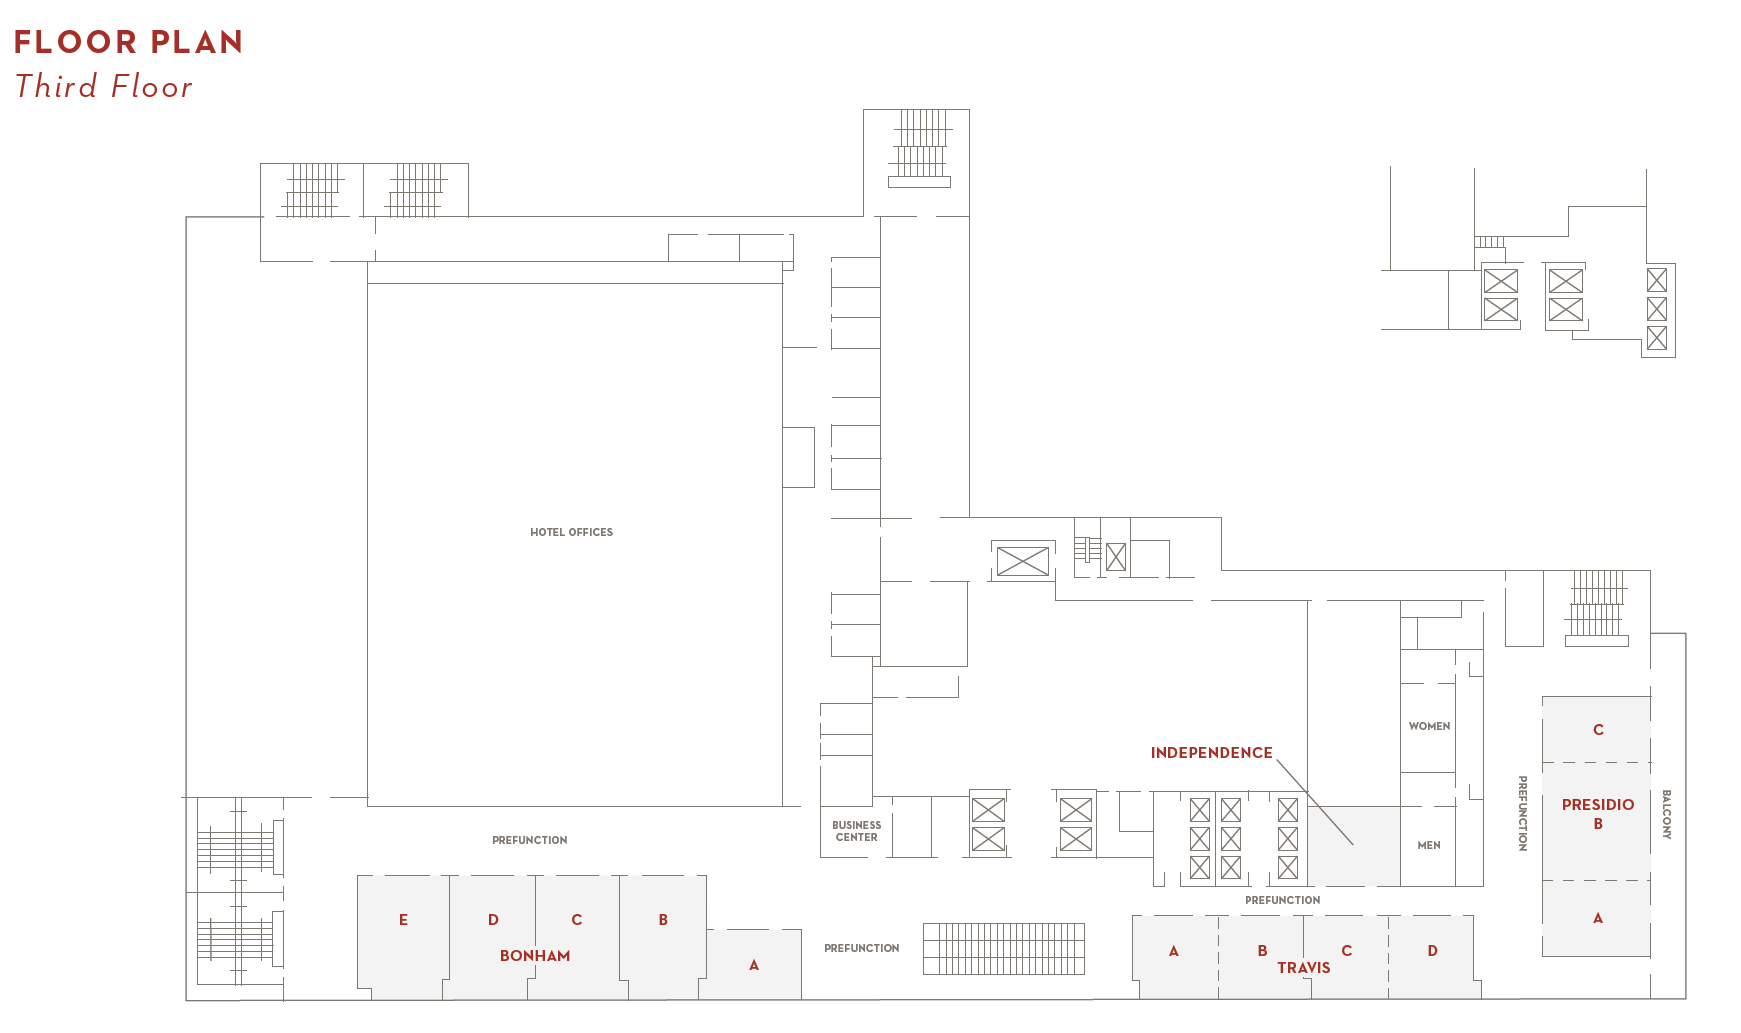 FLOOR PLAN
Third Floor
HOTEL OFFICES
WOMEN
C
INDEPENDENCE
PREFUNCTION
PRESIDIO
B
BALCONY
BUSINESS
CENTER
PREFUNCTION
MEN
PREFUNCTION
E
D
C
B
A
BONHAM
A
PREFUNCTION
A
B
C
D
TRAVIS